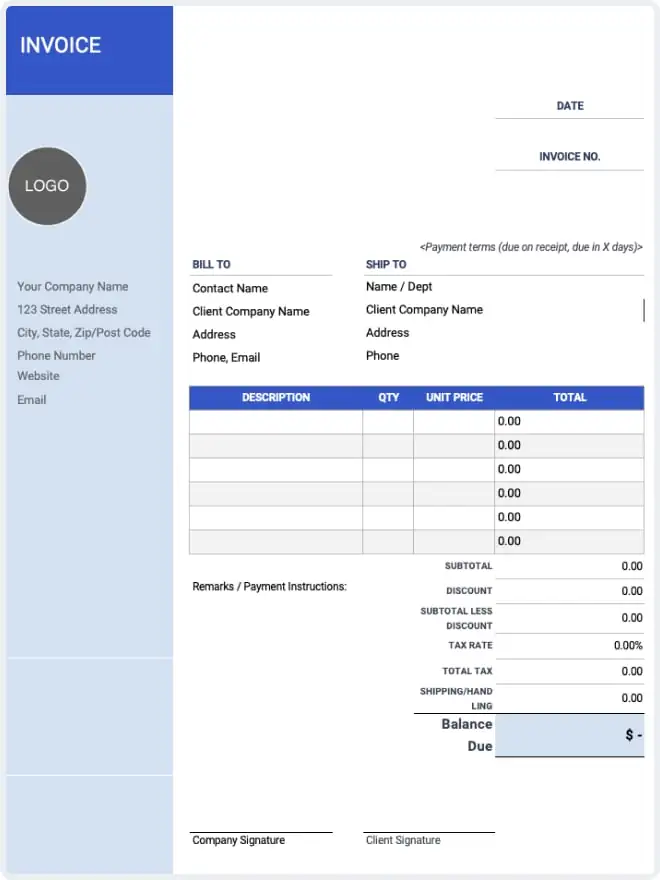 INVOICE
DATE
INVOICE NO.
LOGO
<Payment terms (due on receipt, due in X days)>
BILL TO
SHIP TO
Your Company Name
123 Street Address
City, State, Zip/Post Code
Phone Number
Website
Email
Contact Name
Client Company Name
Address
Phone, Email
Name / Dept
Client Company Name
Address
Phone
DESCRIPTION QTY UNIT PRICE TOTAL
0.00
0.00
0.00
0.00
0.00
0.00
Remarks / Payment Instructions:
SUBTOTAL 0.00
DISCOUNT 0.00
SUBTOTAL LESS
DISCOUNT 0.00
TAX RATE 0.00%
TOTAL TAX 0.00
SHIPPING/HAND
LING 0.00
Balance
Due $ -
Company Signature
Client Signature